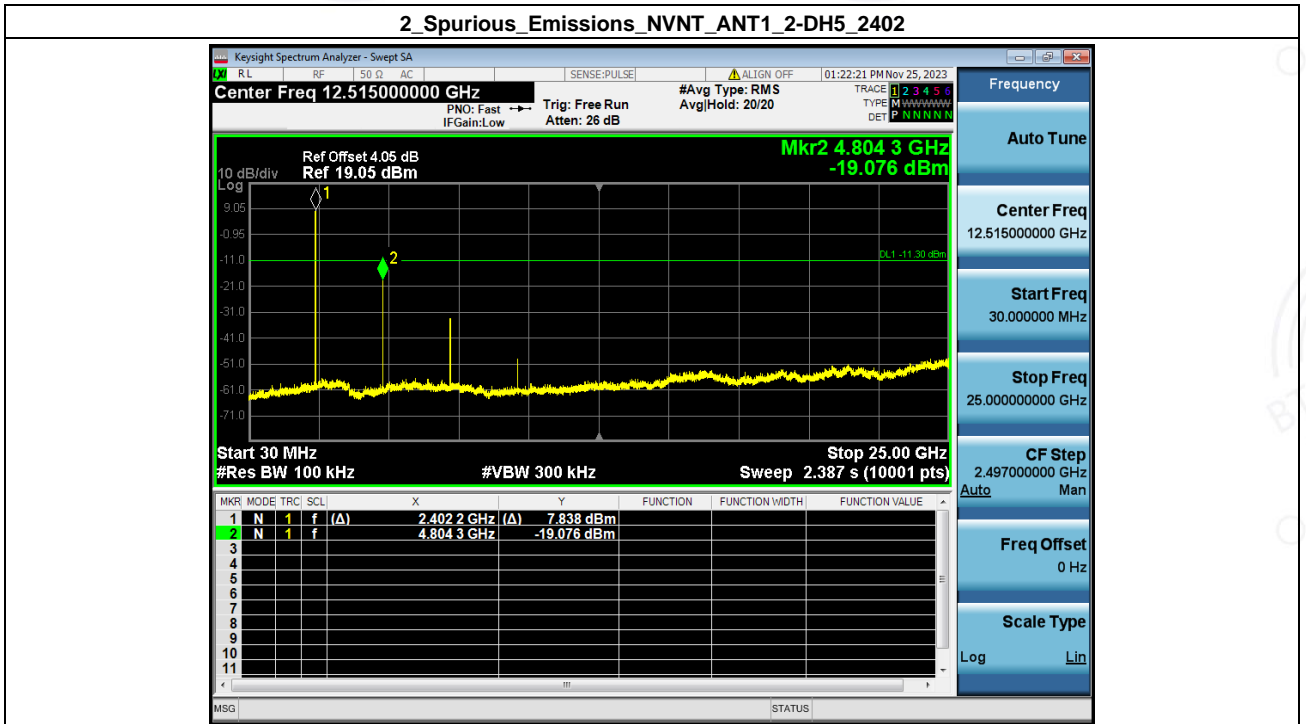 2_Spurious_Emissions_NVNT_ANT1_2-DH5_2402
Keysight Spectrum Analyzer - Swept SA
LXI RL RF 50 Ω AC SENSE:PULSE ALIGN OFF 01:22:21 PM Nov 25, 2023
Center Freq 12.515000000 GHz #Avg Type: RMS TRACE 1 2 3 4 5 6
PNO: Fast Trig: Free Run Avg|Hold: 20/20 TYPE M W W W W W
IFGain:Low Atten: 26 dB DET P N N N N N
Mkr2 4.804 3 GHz
-19.076 dBm
Ref Offset 4.05 dB
10 dB/div Ref 19.05 dBm
Log
1
9.05
-0.95
2
DL1 -11.30 dBm
-11.0
-21.0
-31.0
-41.0
-51.0
-61.0
-71.0
Start 30 MHz Stop 25.00 GHz
#Res BW 100 kHz #VBW 300 kHz Sweep 2.387 s (10001 pts)
MKR MODE TRC SCL X Y FUNCTION FUNCTION WIDTH FUNCTION VALUE
1 N 1 f (Δ) 2.402 2 GHz (Δ) 7.838 dBm
2 N 1 f 4.804 3 GHz -19.076 dBm
3
4
5
6
7
8
9
10
11
MSG STATUS
Frequency
Auto Tune
Center Freq
12.515000000 GHz
Start Freq
30.000000 MHz
Stop Freq
25.000000000 GHz
CF Step
2.497000000 GHz
Auto Man
Freq Offset
0 Hz
Scale Type
Log Lin